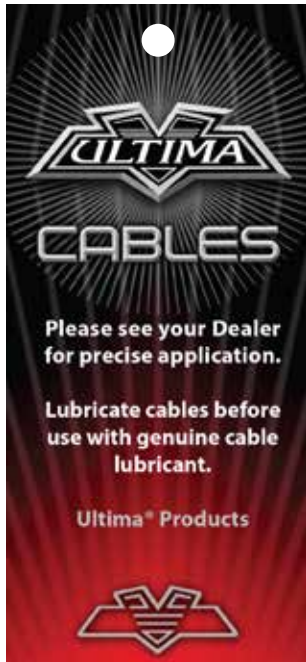 ULTIMA
CABLES
Please see your Dealer
for precise application.
Lubricate cables before
use with genuine cable
lubricant.
Ultima® Products